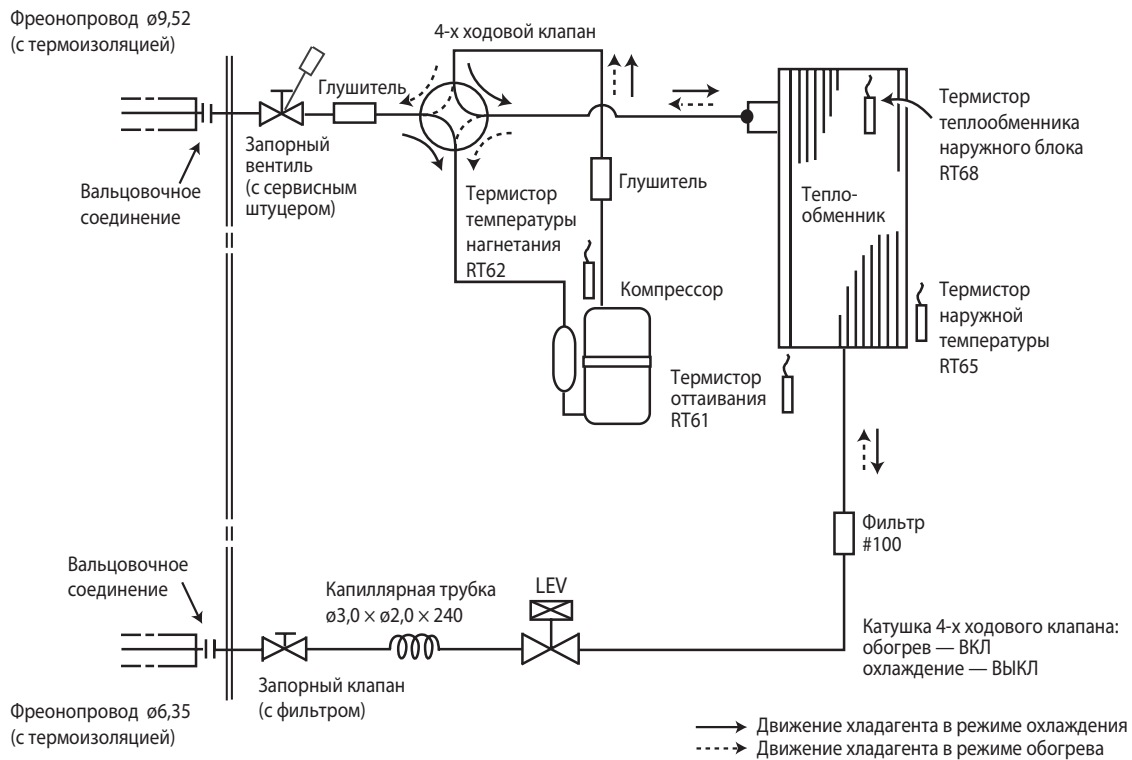 Фреонопровод ø9,52
(с термоизоляцией)
4-х ходовой клапан
Глушитель
Запорный
вентиль
(с сервисным
штуцером)
Вальцовочное
соединение
Термистор
температуры
нагнетания
RT62
Глушитель
Компрессор
Тепло-
обменник
Термистор
теплообменника
наружного блока
RT68
Термистор
наружной
температуры
RT65
Термистор
оттаивания
RT61
Фильтр
#100
Вальцовочное
соединение
Капиллярная трубка
ø3,0 × ø2,0 × 240
LEV
Запорный клапан
(с фильтром)
Фреонопровод ø6,35
(с термоизоляцией)
Катушка 4-х ходового клапана:
обогрев — ВКЛ
охлаждение — ВЫКЛ
Движение хладагента в режиме охлаждения
Движение хладагента в режиме обогрева